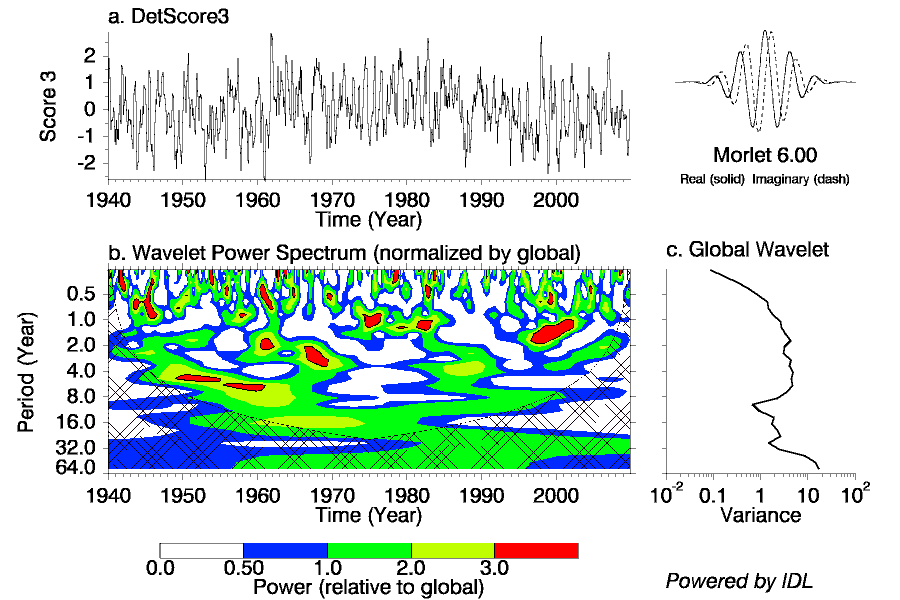 a. DetScore3
2
1
0
-1
-2
Score 3
1940 1950 1960 1970 1980 1990 2000
Time (Year)
Morlet 6.00
Real (solid) Imaginary (dash)
b. Wavelet Power Spectrum (normalized by global)
0.5
1.0
2.0
4.0
8.0
16.0
32.0
64.0
Period (Year)
1940 1950 1960 1970 1980 1990 2000
Time (Year)
c. Global Wavelet
10-2 0.1 1 10 102
Variance
0.0 0.50 1.0 2.0 3.0
Power (relative to global)
Powered by IDL